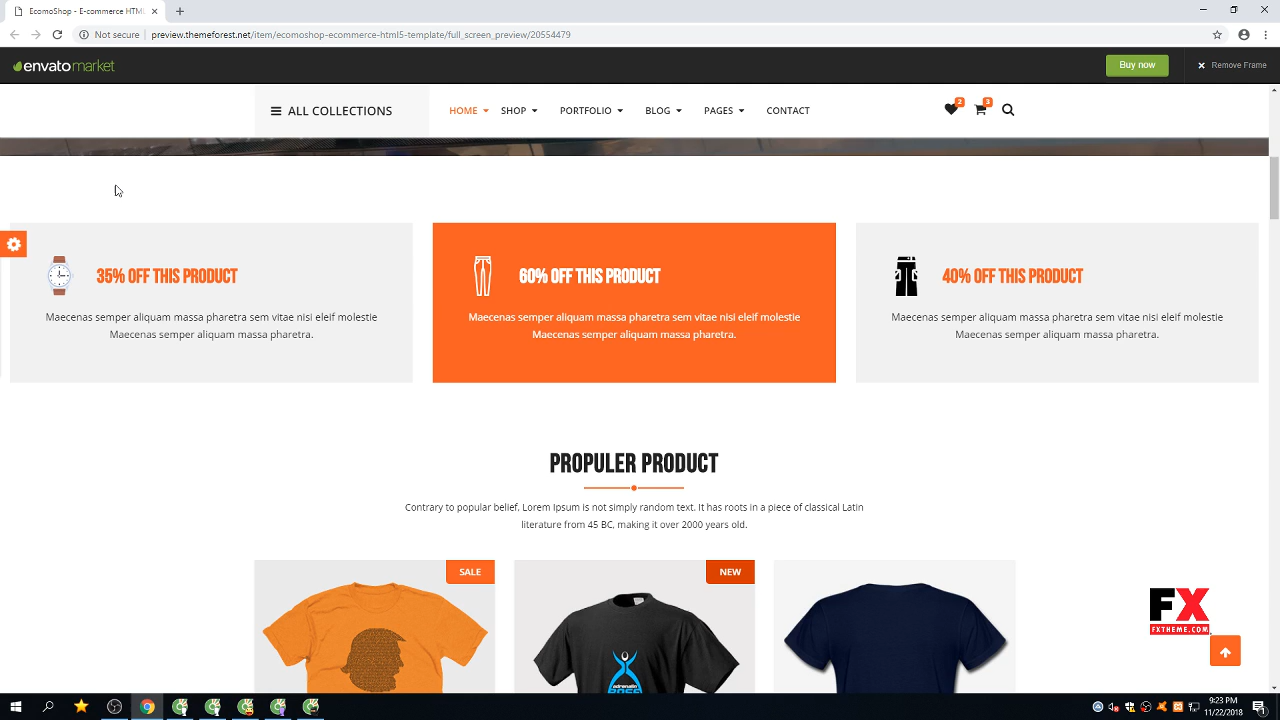 EcomoShop - E-commerce HTML
Not secure | preview.themeforest.net/item/ecomoshop-ecommerce-html5-template/full_screen_preview/20554479
envato market
Buy now
Remove Frame
ALL COLLECTIONS
HOME SHOP PORTFOLIO BLOG PAGES CONTACT
2 3
35% OFF THIS PRODUCT
Maecenas semper aliquam massa pharetra sem vitae nisi eleif molestie
Maecenas semper aliquam massa pharetra.
60% OFF THIS PRODUCT
Maecenas semper aliquam massa pharetra sem vitae nisi eleif molestie
Maecenas semper aliquam massa pharetra.
40% OFF THIS PRODUCT
Maecenas semper aliquam massa pharetra sem vitae nisi eleif molestie
Maecenas semper aliquam massa pharetra.
PROPULER PRODUCT
Contrary to popular belief, Lorem Ipsum is not simply random text. It has roots in a piece of classical Latin
literature from 45 BC, making it over 2000 years old.
SALE
NEW
adrenalin
BASE
FX
FXTHEME.COM
9:23 PM
11/22/2018